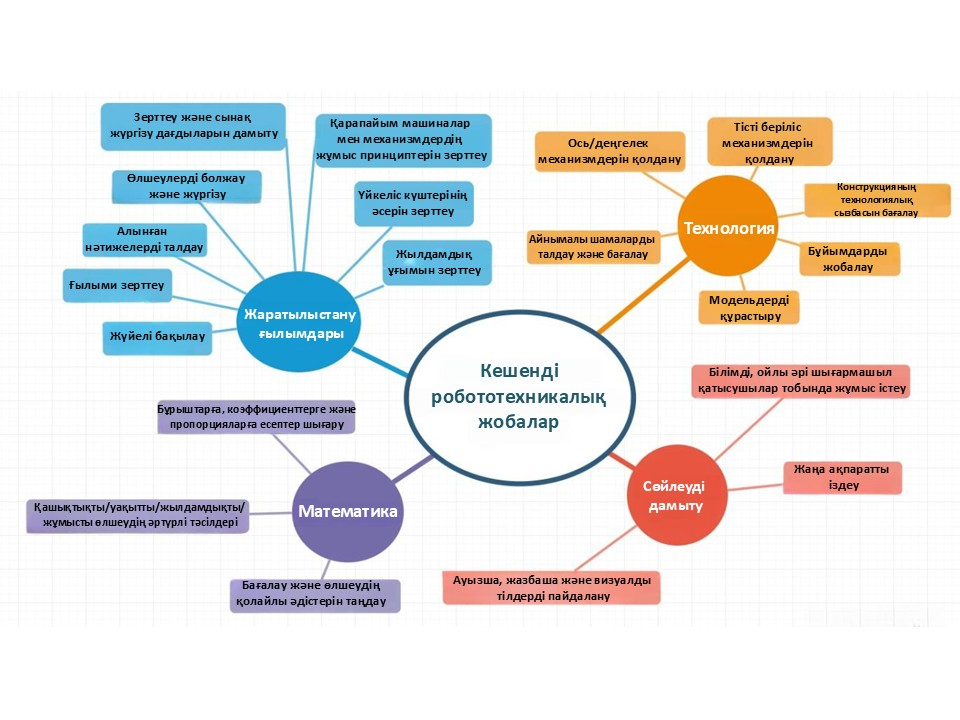 Зерттеу және сынақ
жүргізу дағдыларын дамыту
Қарапайым машиналар
мен механизмдердің
жұмыс принциптерін зерттеу
Өлшеулерді болжау
және жүргізу
Үйкеліс күштерінің
әсерін зерттеу
Алынған
нәтижелерді талдау
Жылдамдық
ұғымын зерттеу
Ғылыми зерттеу
Жүйелі бақылау
Жаратылыстану
ғылымдары
Ось/деңгелек
механизмдерін қолдану
Тісті беріліс
механизмдерін
қолдану
Конструкцияның
технологиялық
сызбасын бағалау
Айнымалы шамаларды
талдау және бағалау
Бұйымдарды
жобалау
Модельдерді
құрастыру
Технология
Кешенді
робототехникалық
жобалар
Бұрыштарға, коэффициенттерге және
пропорцияларға есептер шығару
Қашықтықты/уақытты/жылдамдықты/
жұмысты өлшеудің әртүрлі тәсілдері
Бағалау және өлшеудің
қолайлы әдістерін таңдау
Математика
Білімді, ойлы әрі шығармашыл
қатысушылар тобында жұмыс істеу
Жаңа ақпаратты
іздеу
Ауызша, жазбаша және визуалды
тілдерді пайдалану
Сөйлеуді
дамыту